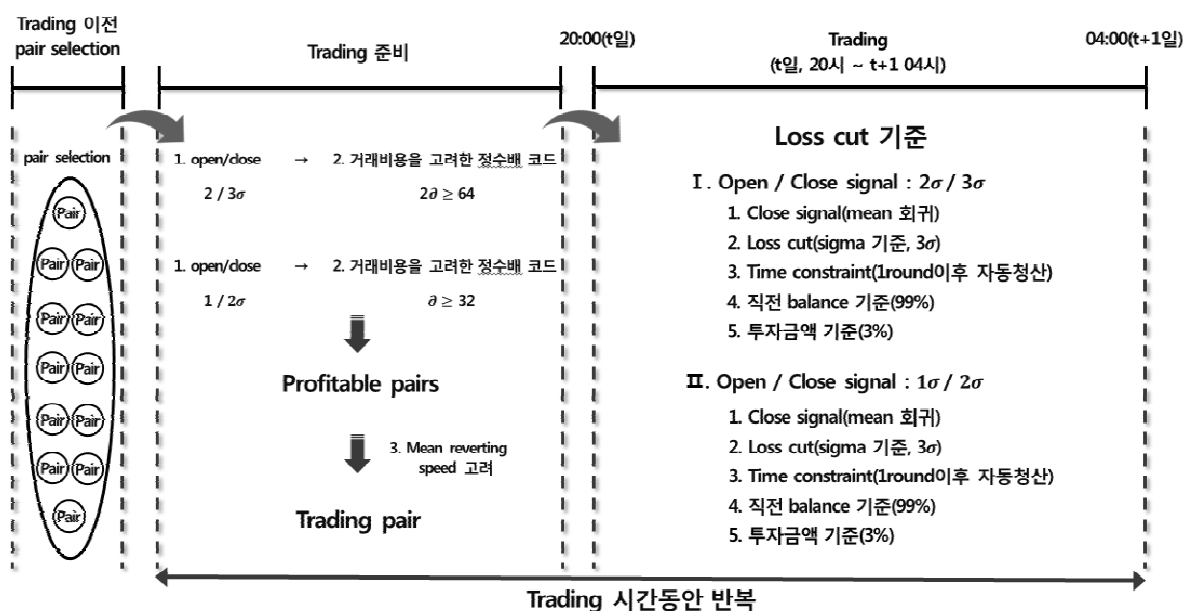 Trading 이전
pair selection
Trading 준비
20:00(t일)
Trading
(t일, 20시 ~ t+1 04시)
04:00(t+1일)
pair selection
Pair
Pair Pair
Pair Pair
Pair Pair
Pair Pair
Pair Pair
Pair
1. open/close → 2. 거래비용을 고려한 정수배 코드
2 / 3σ 2∂ ≥ 64
1. open/close → 2. 거래비용을 고려한 정수배 코드
1 / 2σ ∂ ≥ 32
Profitable pairs
3. Mean reverting
speed 고려
Trading pair
Loss cut 기준
Ⅰ. Open / Close signal : 2σ / 3σ
1. Close signal(mean 회귀)
2. Loss cut(sigma 기준, 3σ)
3. Time constraint(1round이후 자동청산)
4. 직전 balance 기준(99%)
5. 투자금액 기준(3%)
Ⅱ. Open / Close signal : 1σ / 2σ
1. Close signal(mean 회귀)
2. Loss cut(sigma 기준, 3σ)
3. Time constraint(1round이후 자동청산)
4. 직전 balance 기준(99%)
5. 투자금액 기준(3%)
Trading 시간동안 반복